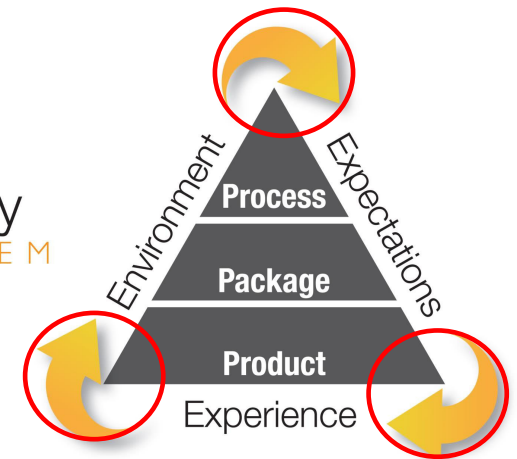 Environment
Expectations
Process
y
E M
Package
Product
Experience